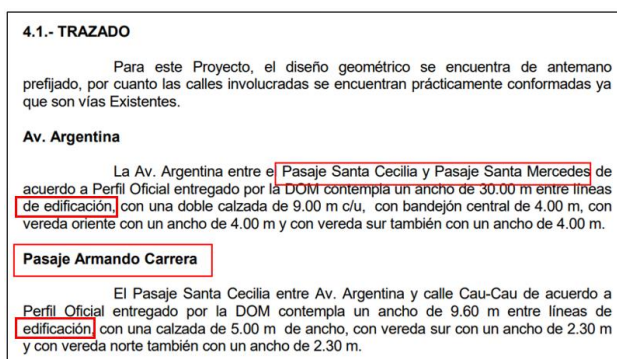 4.1.- TRAZADO
Para este Proyecto, el diseño geométrico se encuentra de antemano
prefijado, por cuanto las calles involucradas se encuentran prácticamente conformadas ya
que son vías Existentes.
Av. Argentina
La Av. Argentina entre el Pasaje Santa Cecilia y Pasaje Santa Mercedes de
acuerdo a Perfil Oficial entregado por la DOM contempla un ancho de 30.00 m entre líneas
de edificación, con una doble calzada de 9.00 m c/u, con bandejón central de 4.00 m, con
vereda oriente con un ancho de 4.00 m y con vereda sur también con un ancho de 4.00 m.
Pasaje Armando Carrera
El Pasaje Santa Cecilia entre Av. Argentina y calle Cau-Cau de acuerdo a
Perfil Oficial entregado por la DOM contempla un ancho de 9.60 m entre líneas de
edificación, con una calzada de 5.00 m de ancho, con vereda sur con un ancho de 2.30 m
y con vereda norte también con un ancho de 2.30 m.